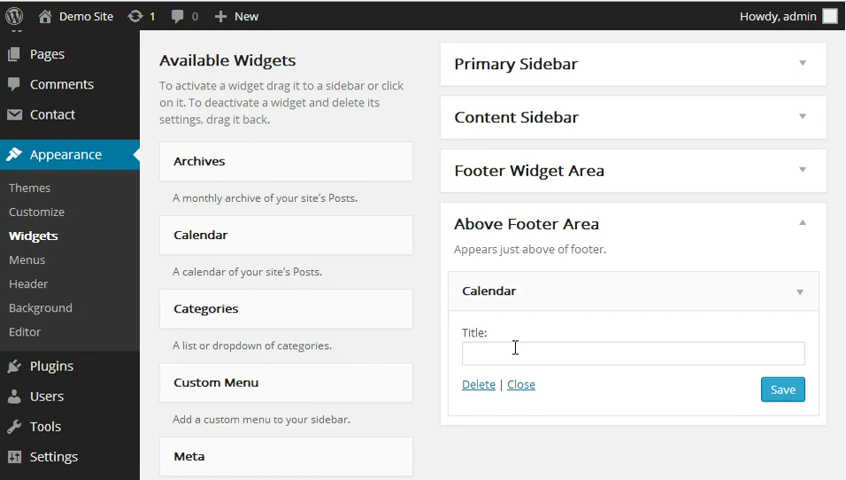 Demo Site 1 0 New Howdy, admin
Pages
Comments
Contact
Appearance
Themes
Customize
Widgets
Menus
Header
Background
Editor
Plugins
Users
Tools
Settings
Available Widgets
To activate a widget drag it to a sidebar or click
on it. To deactivate a widget and delete its
settings, drag it back.
Archives
A monthly archive of your site's Posts.
Calendar
A calendar of your site's Posts.
Categories
A list or dropdown of categories.
Custom Menu
Add a custom menu to your sidebar.
Meta
Primary Sidebar
Content Sidebar
Footer Widget Area
Above Footer Area
Appears just above of footer.
Calendar
Title:
Delete | Close
Save